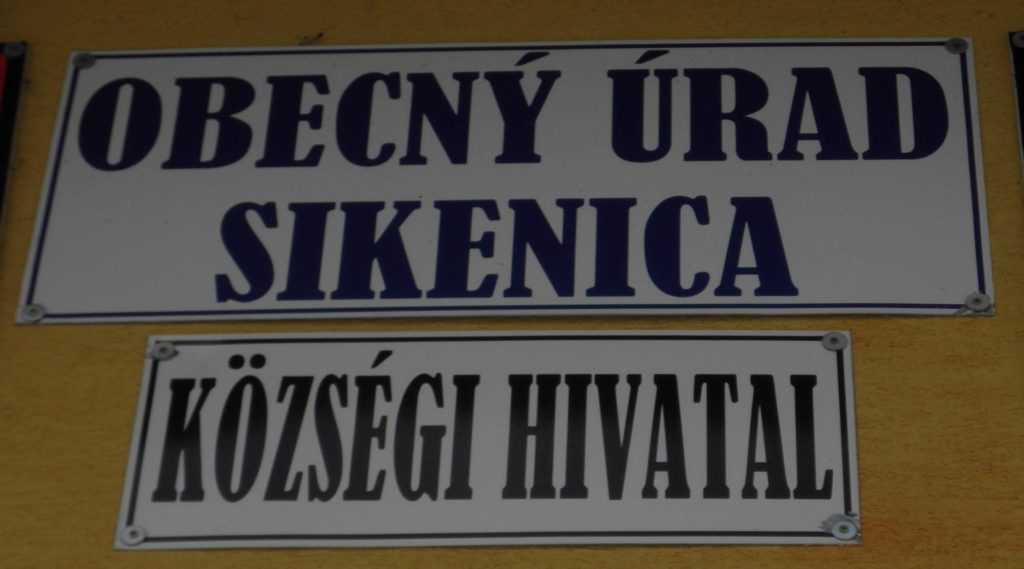 OBECNÝ ÚRAD
SIKENICA
KÖZSÉGI HIVATAL